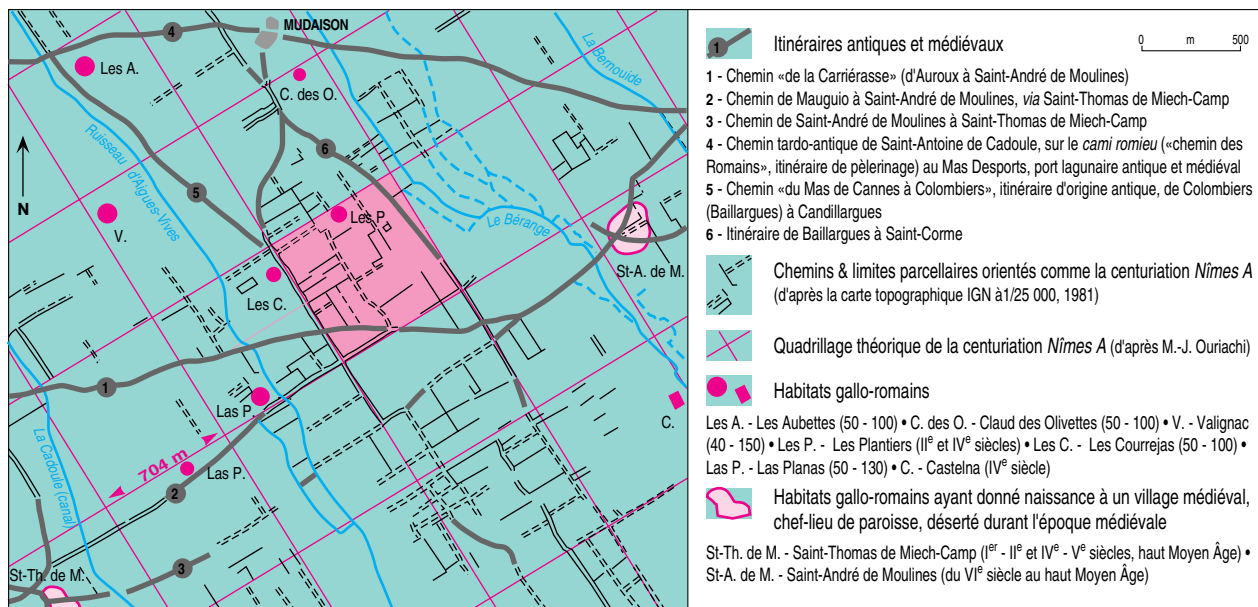 4
MUDAISON
Les A.
C. des O.
La Pernouide
Ruisseau d'Aigues-Vives
6
N
5
V.
Les P.
Le Bérange
St-A. de M.
Les C.
1
Las P.
C.
La Cadoule (canal)
704 m
Las P.
2
3
St-Th. de M.
1 Itinéraires antiques et médiévaux
0 m 500
1 - Chemin «de la Carriérasse» (d'Auroux à Saint-André de Moulines)
2 - Chemin de Mauguio à Saint-André de Moulines, via Saint-Thomas de Miech-Camp
3 - Chemin de Saint-André de Moulines à Saint-Thomas de Miech-Camp
4 - Chemin tardo-antique de Saint-Antoine de Cadoule, sur le cami romieu («chemin des
Romains», itinéraire de pèlerinage) au Mas Desports, port lagunaire antique et médiéval
5 - Chemin «du Mas de Cannes à Colombiers», itinéraire d'origine antique, de Colombiers
(Baillargues) à Candillargues
6 - Itinéraire de Baillargues à Saint-Corme
Chemins & limites parcellaires orientés comme la centuriation Nîmes A
(d'après la carte topographique IGN à1/25 000, 1981)
Quadrillage théorique de la centuriation Nîmes A (d'après M.-J. Ouriachi)
Habitats gallo-romains
Les A. - Les Aubettes (50 - 100) • C. des O. - Claud des Olivettes (50 - 100) • V. - Valignac
(40 - 150) • Les P. - Les Plantiers (IIe et IVe siècles) • Les C. - Les Courrejas (50 - 100) •
Las P. - Las Planas (50 - 130) • C. - Castelna (IVe siècle)
Habitats gallo-romains ayant donné naissance à un village médiéval,
chef-lieu de paroisse, déserté durant l'époque médiévale
St-Th. de M. - Saint-Thomas de Miech-Camp (Ier - IIe et IVe - Ve siècles, haut Moyen Âge) •
St-A. de M. - Saint-André de Moulines (du VIe siècle au haut Moyen Âge)